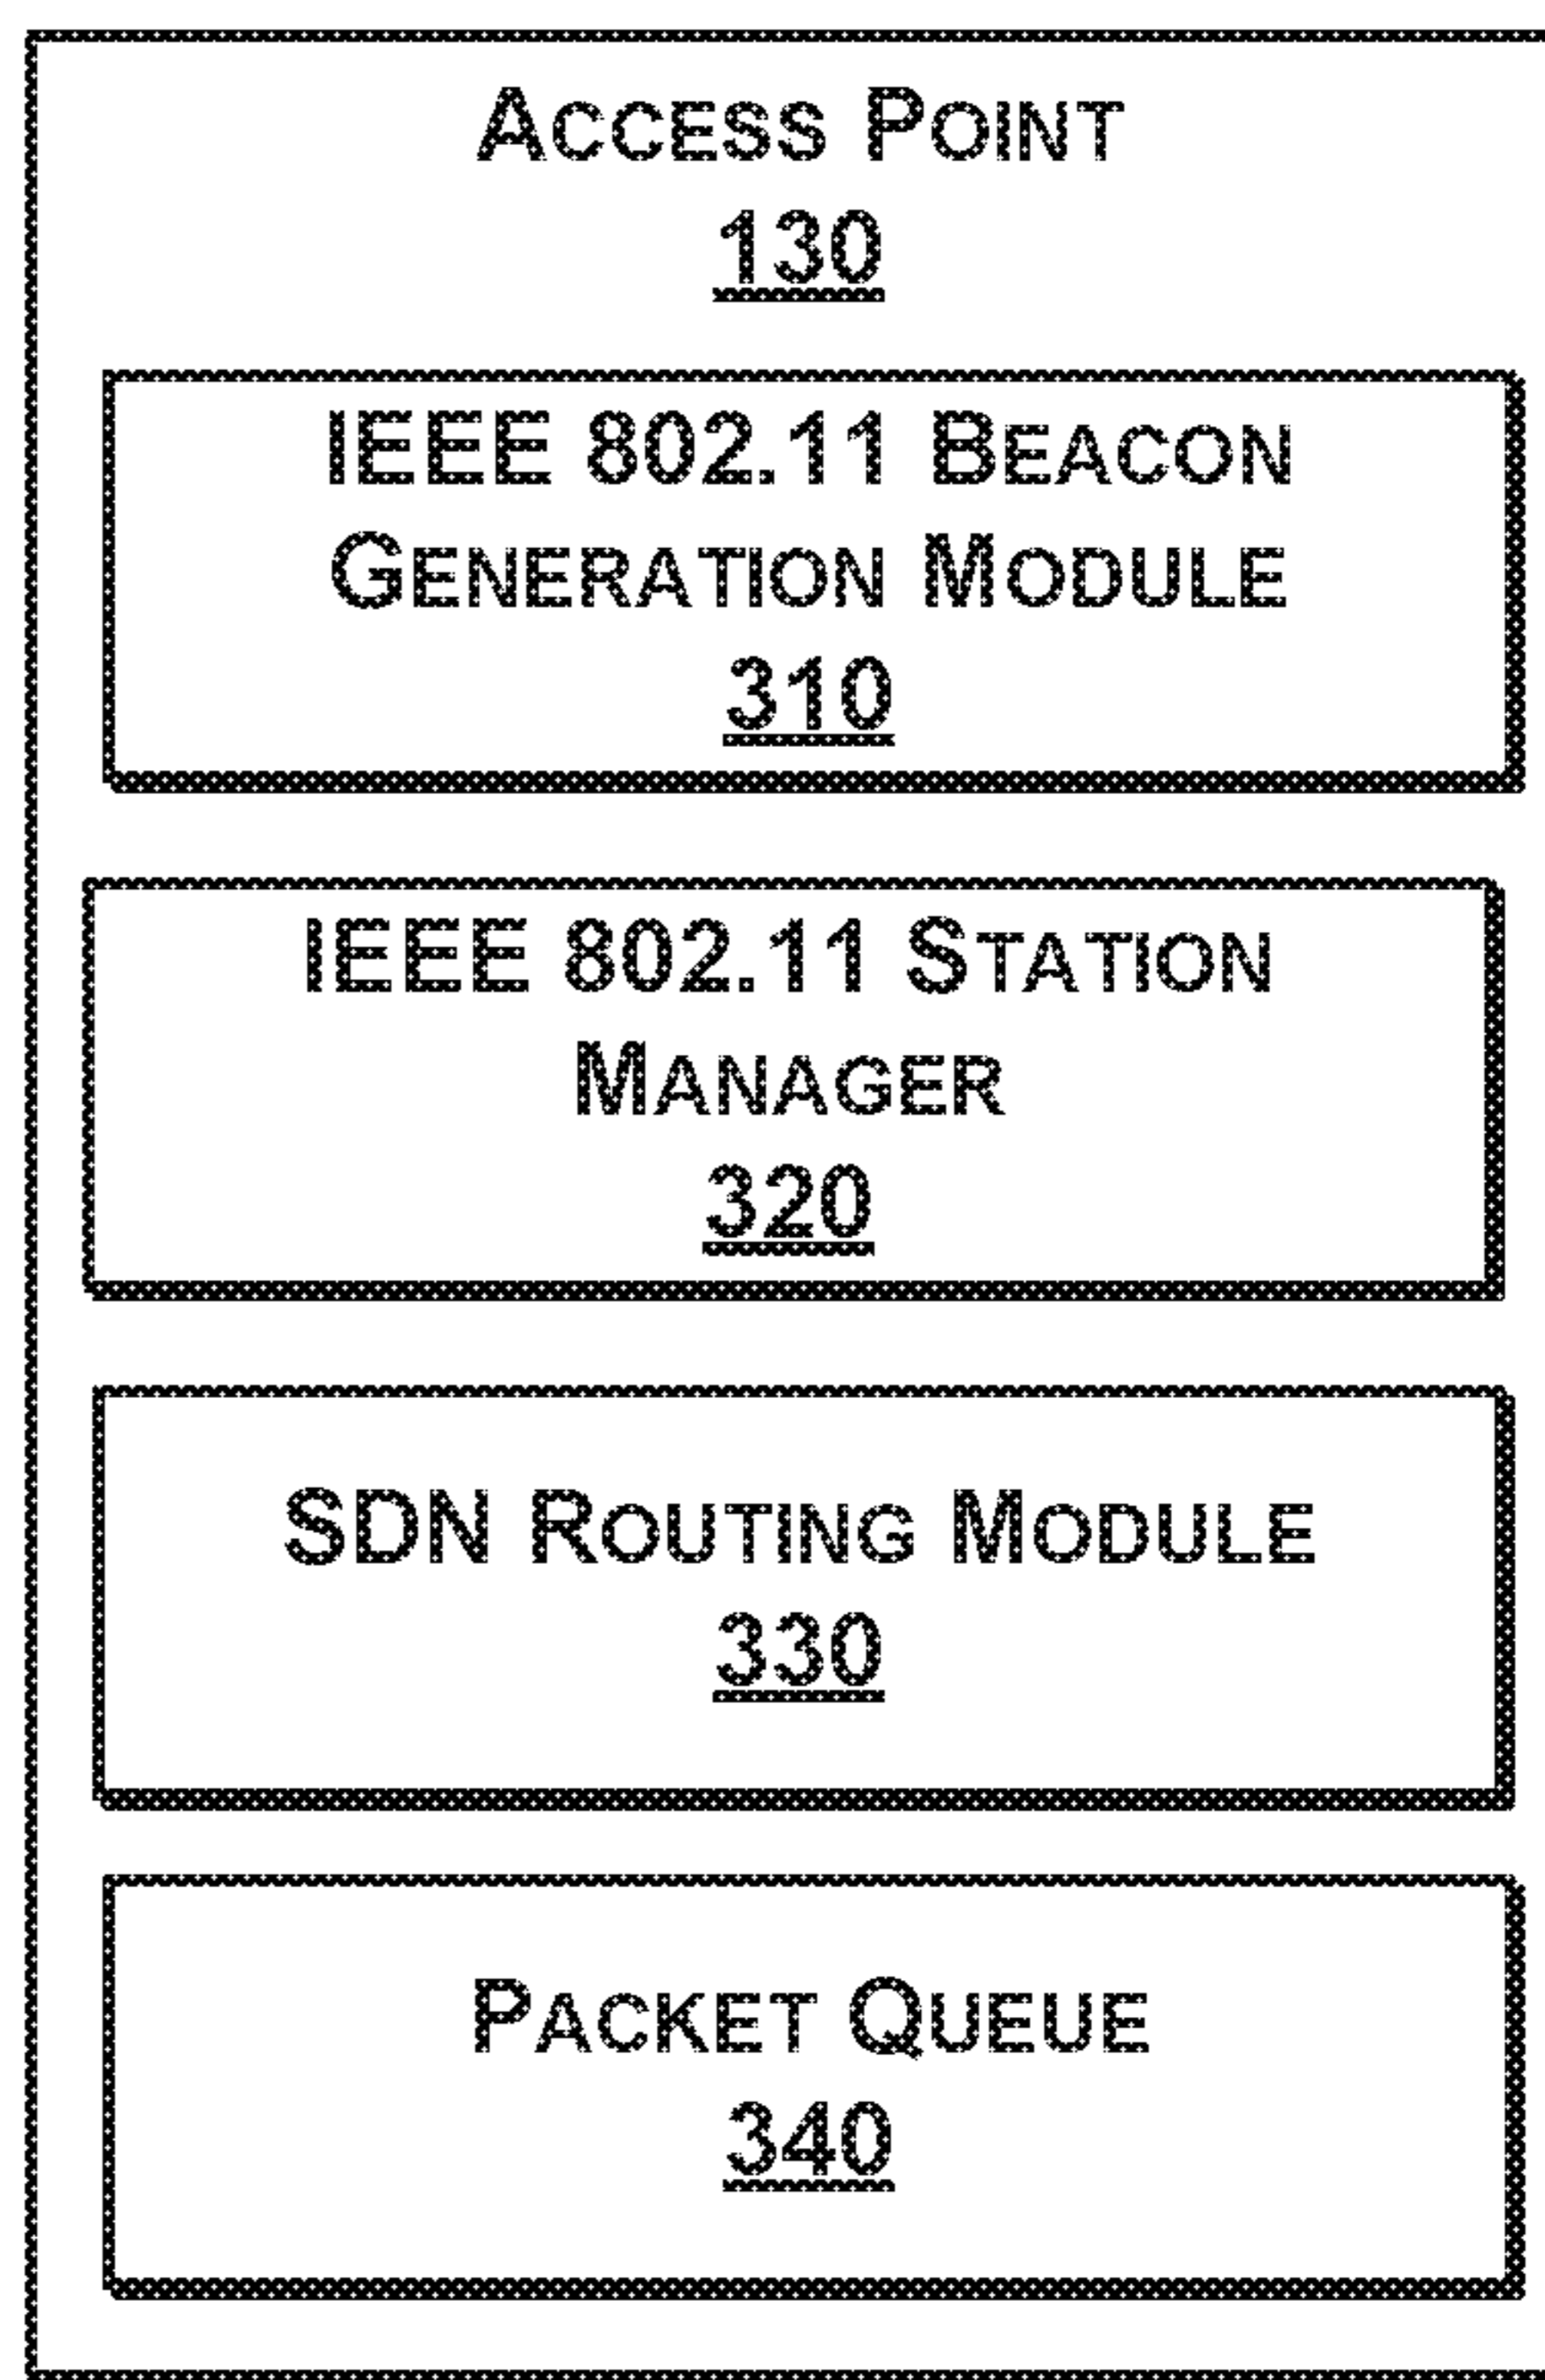 ACCESS POINT
130
IEEE 802.11 BEACON
GENERATION MODULE
310
IEEE 802.11 STATION
MANAGER
320
SDN ROUTING MODULE
330
PACKET QUEUE
340